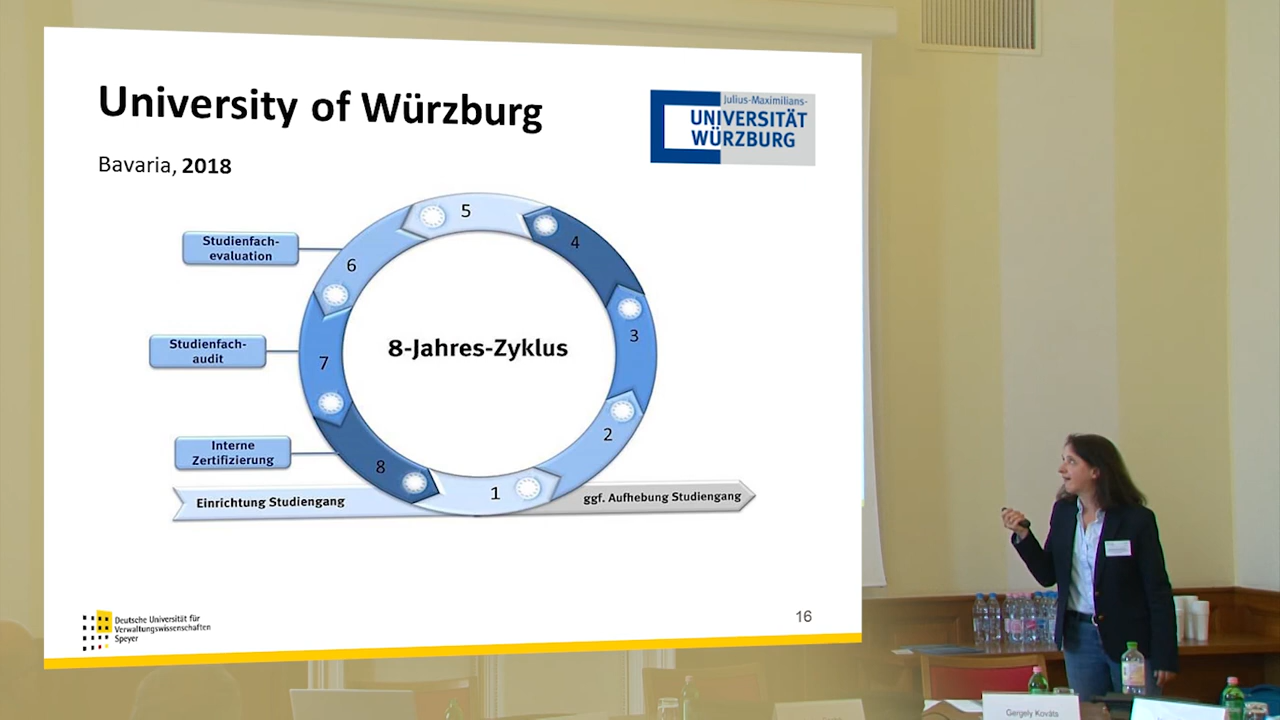 University of Würzburg
Julius-Maximilians-
UNIVERSITÄT
WÜRZBURG
Bavaria, 2018
5
4
Studienfach-
evaluation
6
3
8-Jahres-Zyklus
Studienfach-
audit
7
2
Interne
Zertifizierung
8
1
Einrichtung Studiengang
ggf. Aufhebung Studiengang
Deutsche Universität für
Verwaltungswissenschaften
Speyer
16
Gergely Kováts